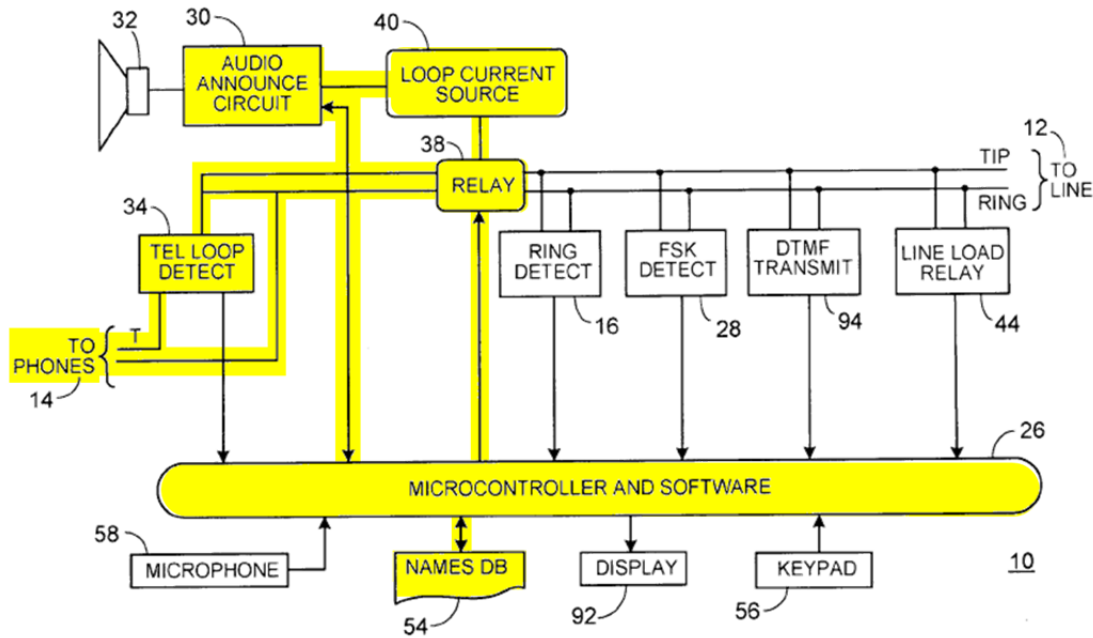 32
30
AUDIO
ANNOUNCE
CIRCUIT
40
LOOP CURRENT
SOURCE
38
RELAY
TIP
RING
12
TO
LINE
34
TEL LOOP
DETECT
RING
DETECT
16
FSK
DETECT
28
DTMF
TRANSMIT
94
LINE LOAD
RELAY
44
T
TO
PHONES
14
26
MICROCONTROLLER AND SOFTWARE
58
MICROPHONE
NAMES DB
54
DISPLAY
92
KEYPAD
56
10